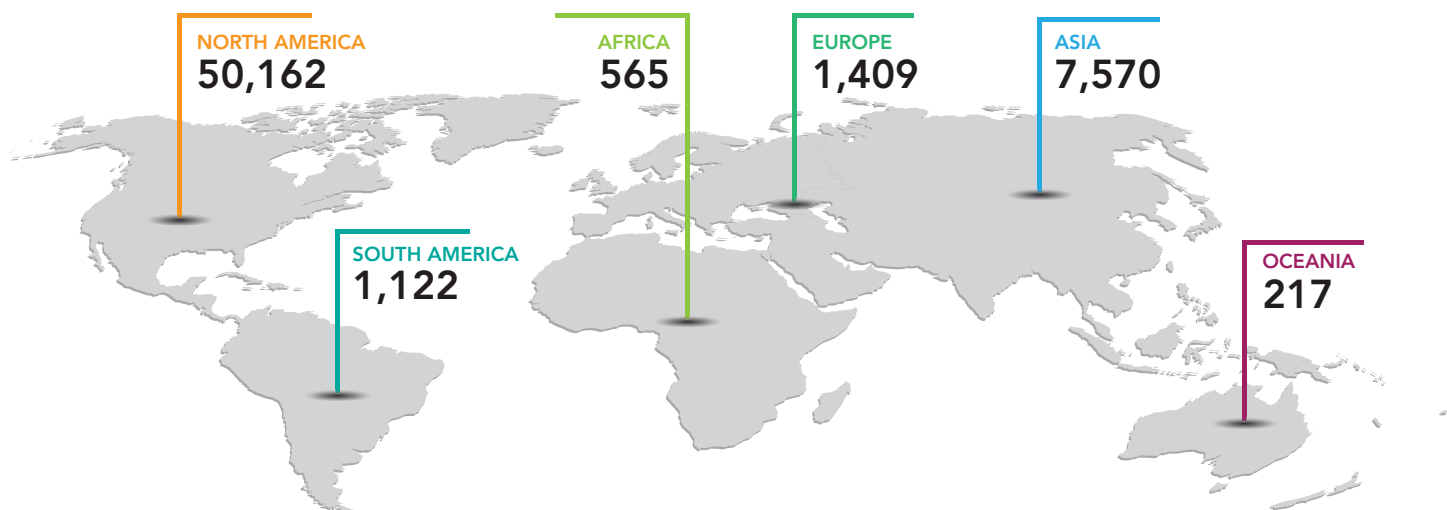 NORTH AMERICA
50,162
AFRICA
565
EUROPE
1,409
ASIA
7,570
SOUTH AMERICA
1,122
OCEANIA
217